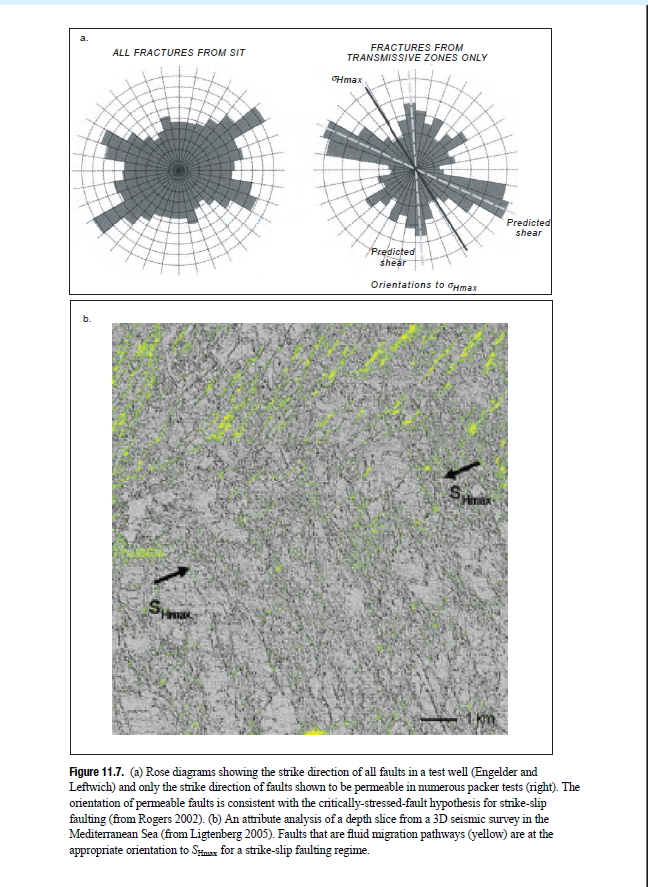 a.
ALL FRACTURES FROM SIT
FRACTURES FROM
TRANSMISSIVE ZONES ONLY
σHmax
Predicted
shear
Predicted
shear
Orientations to σHmax
b.
SHmax
SHmax
1 km
Figure 11.7. (a) Rose diagrams showing the strike direction of all faults in a test well (Engelder and
Leftwich) and only the strike direction of faults shown to be permeable in numerous packer tests (right). The
orientation of permeable faults is consistent with the critically-stressed-fault hypothesis for strike-slip
faulting (from Rogers 2002). (b) An attribute analysis of a depth slice from a 3D seismic survey in the
Mediterranean Sea (from Ligtenberg 2005). Faults that are fluid migration pathways (yellow) are at the
appropriate orientation to SHmax for a strike-slip faulting regime.